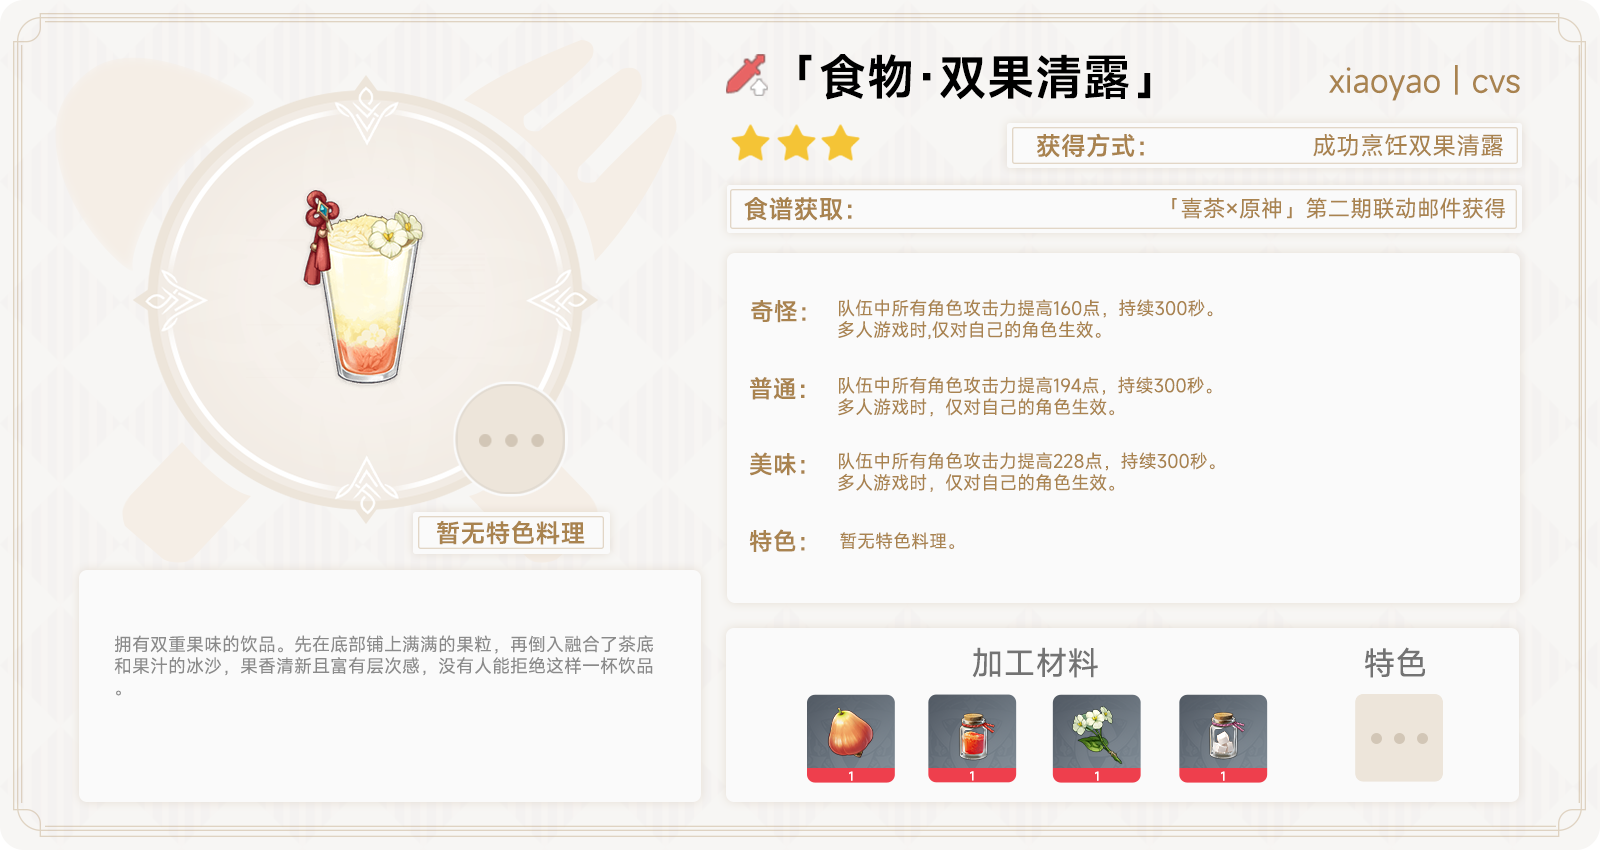 「食物·双果清露」
xiaoyao | cvs
获得方式：
成功烹饪双果清露
食谱获取：
「喜茶×原神」第二期联动邮件获得
奇怪：
队伍中所有角色攻击力提高160点，持续300秒。
多人游戏时,仅对自己的角色生效。
普通：
队伍中所有角色攻击力提高194点，持续300秒。
多人游戏时，仅对自己的角色生效。
美味：
队伍中所有角色攻击力提高228点，持续300秒。
多人游戏时，仅对自己的角色生效。
特色：
暂无特色料理。
暂无特色料理
拥有双重果味的饮品。先在底部铺上满满的果粒，再倒入融合了茶底
和果汁的冰沙，果香清新且富有层次感，没有人能拒绝这样一杯饮品
。
加工材料
特色
1
1
1
1